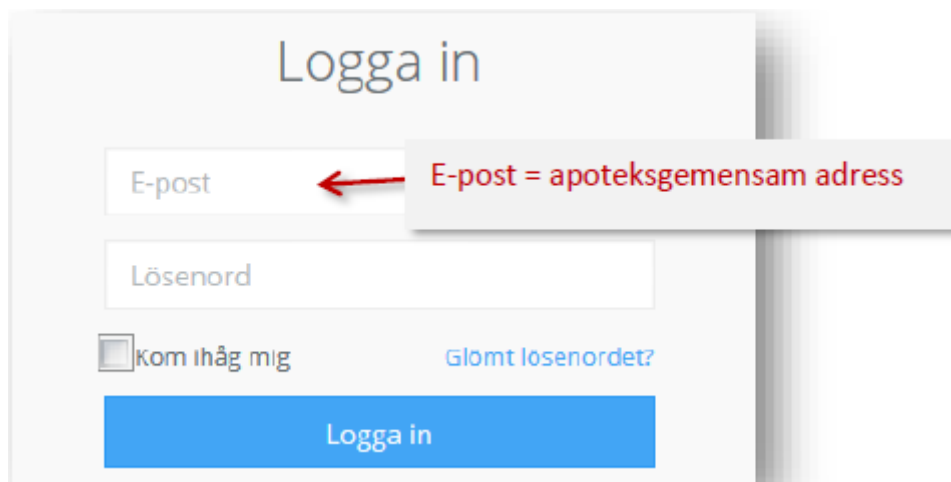 Logga in
E-post
E-post = apoteksgemensam adress
Lösenord
Kom ihåg mig
Glömt lösenordet?
Logga in